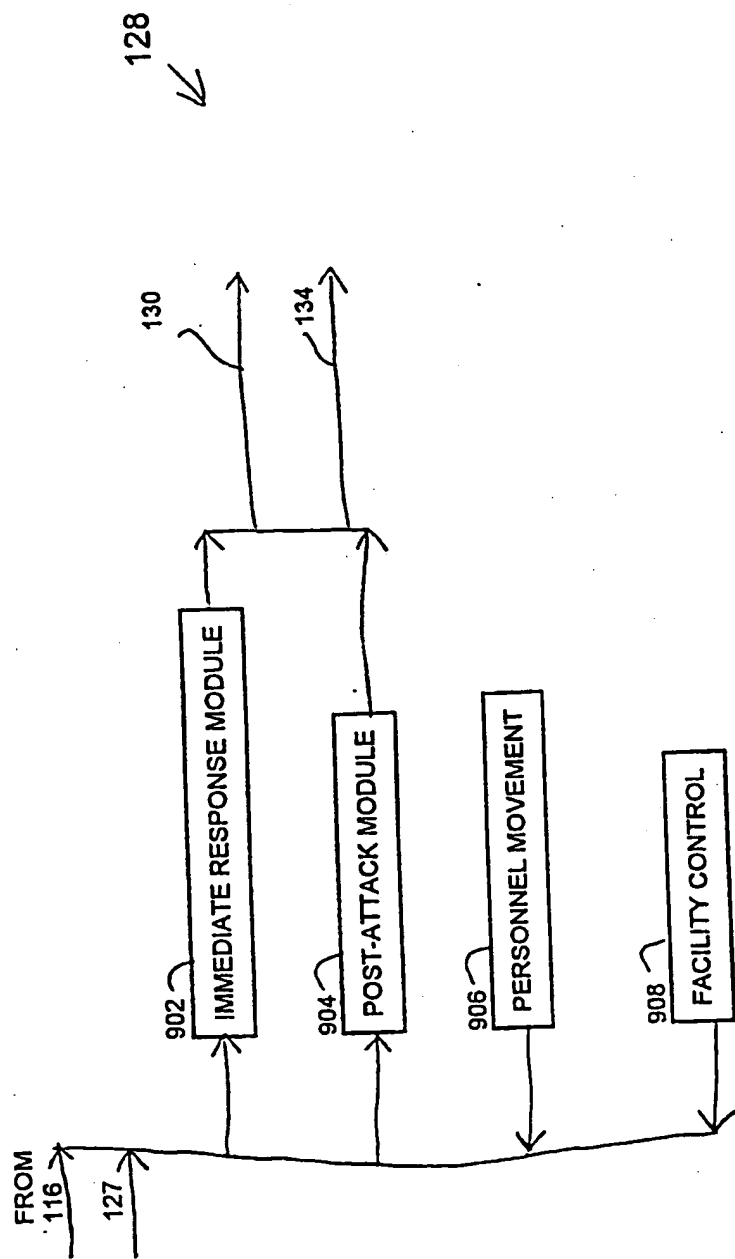 128
FROM
116
127
130
134
902
IMMEDIATE RESPONSE MODULE
904
POST-ATTACK MODULE
906
PERSONNEL MOVEMENT
908
FACILITY CONTROL